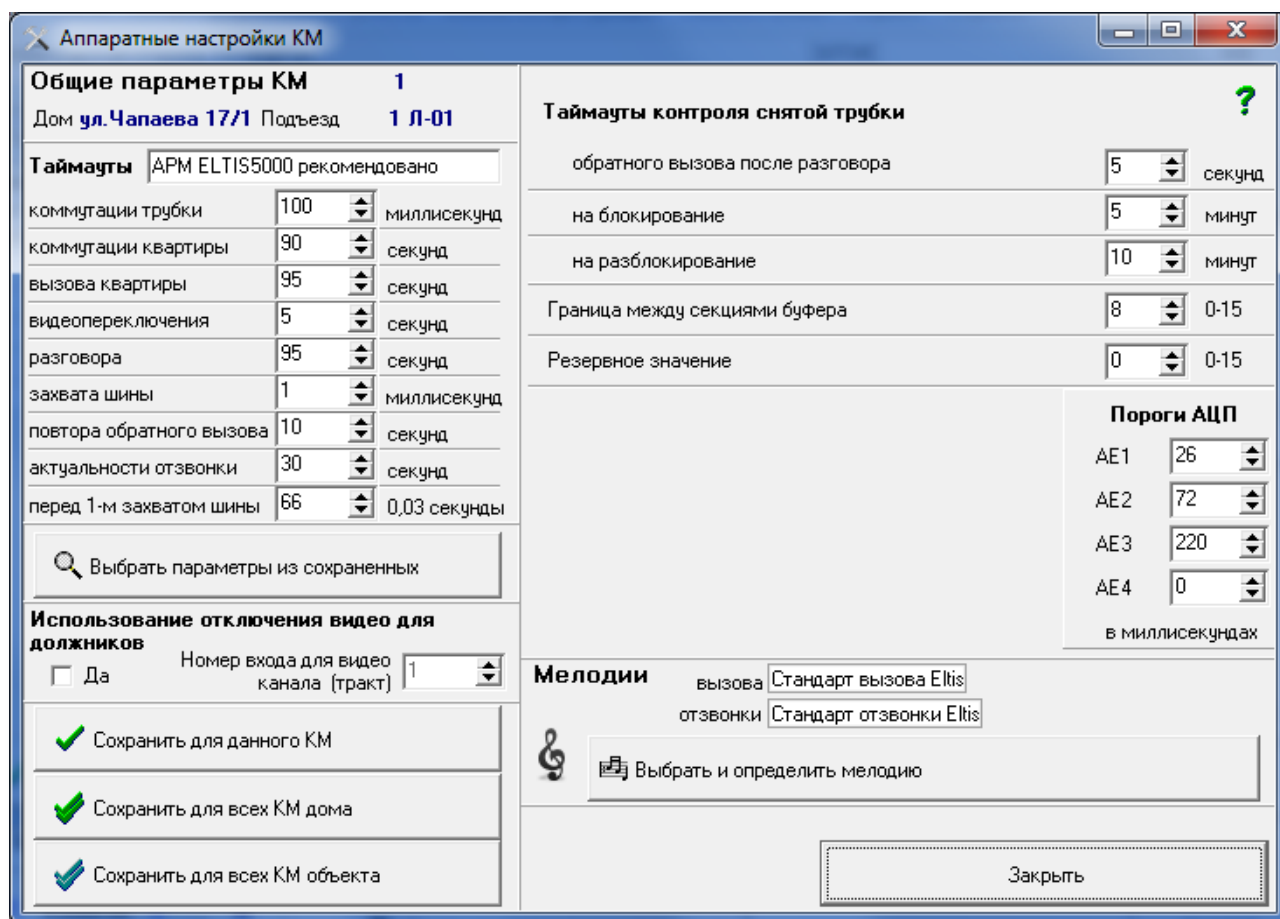 Аппаратные настройки КМ
Общие параметры КМ 1
Дом ул.Чапаева 17/1 Подъезд 1 Л-01
Таймауты АРМ ELTIS5000 рекомендовано
коммутации трубки 100 миллисекунд
коммутации квартиры 90 секунд
вызова квартиры 95 секунд
видеопереключения 5 секунд
разговора 95 секунд
захвата шины 1 миллисекунд
повтора обратного вызова 10 секунд
актуальности отзвонки 30 секунд
перед 1-м захватом шины 66 0,03 секунды
Выбрать параметры из сохраненных
Использование отключения видео для
должников
Да
Номер входа для видео
канала (тракт) 1
Сохранить для данного КМ
Сохранить для всех КМ дома
Сохранить для всех КМ объекта
Таймауты контроля снятой трубки
?
обратного вызова после разговора 5 секунд
на блокирование 5 минут
на разблокирование 10 минут
Граница между секциями буфера 8 0-15
Резервное значение 0 0-15
Пороги АЦП
АЕ1 26
АЕ2 72
АЕ3 220
АЕ4 0
в миллисекундах
Мелодии вызова Стандарт вызова Eltis
отзвонки Стандарт отзвонки Eltis
Выбрать и определить мелодию
Закрыть